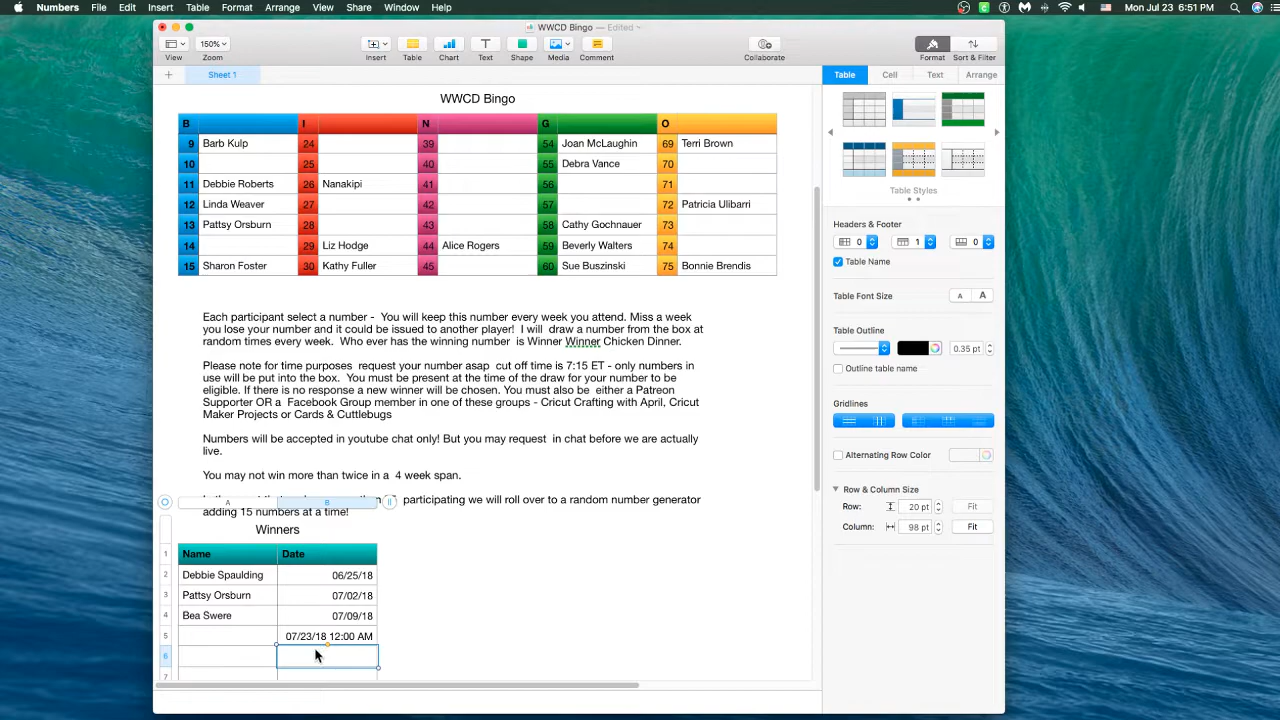 Numbers File Edit Insert Table Format Arrange View Share Window Help Mon Jul 23 6:51 PM
WWCD Bingo — Edited
150%
View Zoom Insert Table Chart Text Shape Media Comment Collaborate Format Sort & Filter
Sheet 1
Table Cell Text Arrange
WWCD Bingo
B I N G O
9 Barb Kulp 24 39 54 Joan McLaughin 69 Terri Brown
10 25 40 55 Debra Vance 70
11 Debbie Roberts 26 Nanakipi 41 56 71
12 Linda Weaver 27 42 57 72 Patricia Ulibarri
13 Pattsy Orsburn 28 43 58 Cathy Gochnauer 73
14 29 Liz Hodge 44 Alice Rogers 59 Beverly Walters 74
15 Sharon Foster 30 Kathy Fuller 45 60 Sue Buszinski 75 Bonnie Brendis
Each participant select a number - You will keep this number every week you attend. Miss a week
you lose your number and it could be issued to another player! I will draw a number from the box at
random times every week. Who ever has the winning number is Winner Winner Chicken Dinner.
Please note for time purposes request your number asap cut off time is 7:15 ET - only numbers in
use will be put into the box. You must be present at the time of the draw for your number to be
eligible. If there is no response a new winner will be chosen. You must also be either a Patreon
Supporter OR a Facebook Group member in one of these groups - Cricut Crafting with April, Cricut
Maker Projects or Cards & Cuttlebugs
Numbers will be accepted in youtube chat only! But you may request in chat before we are actually
live.
You may not win more than twice in a 4 week span.
participating we will roll over to a random number generator
adding 15 numbers at a time!
A B
Winners
1 Name Date
2 Debbie Spaulding 06/25/18
3 Pattsy Orsburn 07/02/18
4 Bea Swere 07/09/18
5 07/23/18 12:00 AM
6
7
Table Styles
Headers & Footer
0 1 0
Table Name
Table Font Size A A
Table Outline
0.35 pt
Outline table name
Gridlines
Alternating Row Color
Row & Column Size
Row: 20 pt Fit
Column: 98 pt Fit